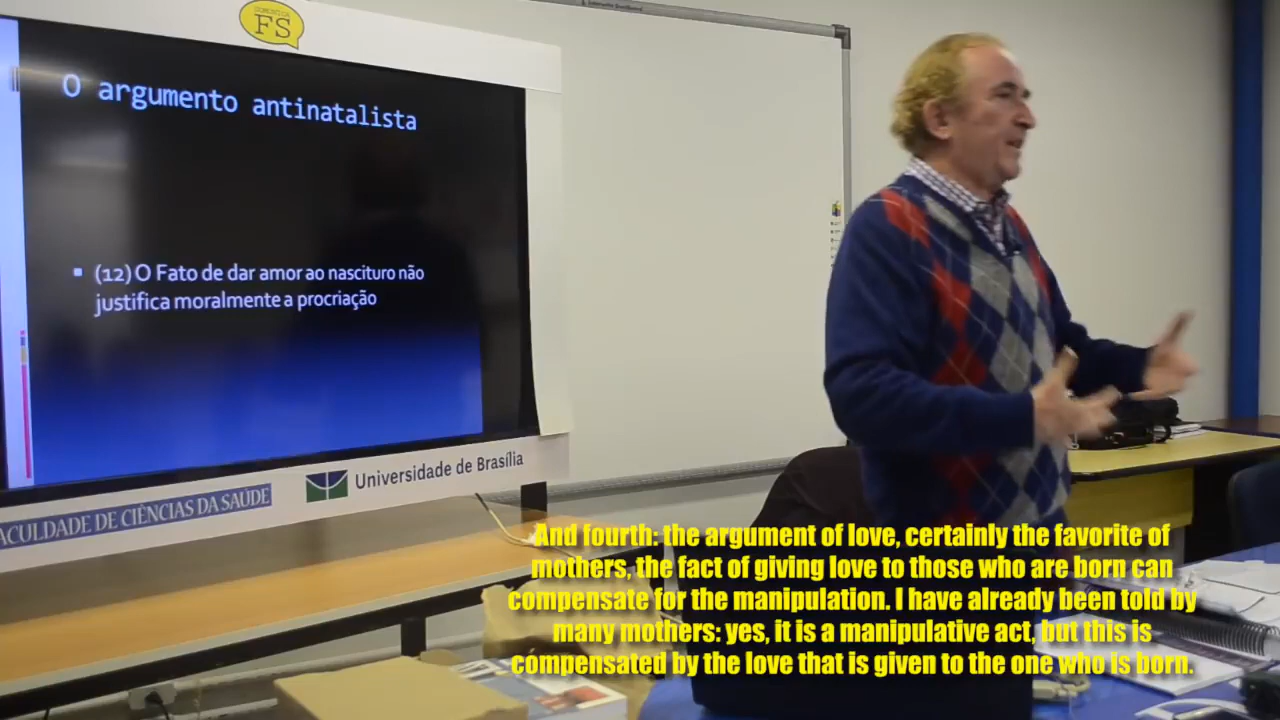 FS
O argumento antinatalista
(12) O Fato de dar amor ao nascituro não
justifica moralmente a procriação
ACULDADE DE CIÊNCIAS DA SAÚDE
Universidade de Brasília
And fourth: the argument of love, certainly the favorite of
mothers, the fact of giving love to those who are born can
compensate for the manipulation. I have already been told by
many mothers: yes, it is a manipulative act, but this is
compensated by the love that is given to the one who is born.